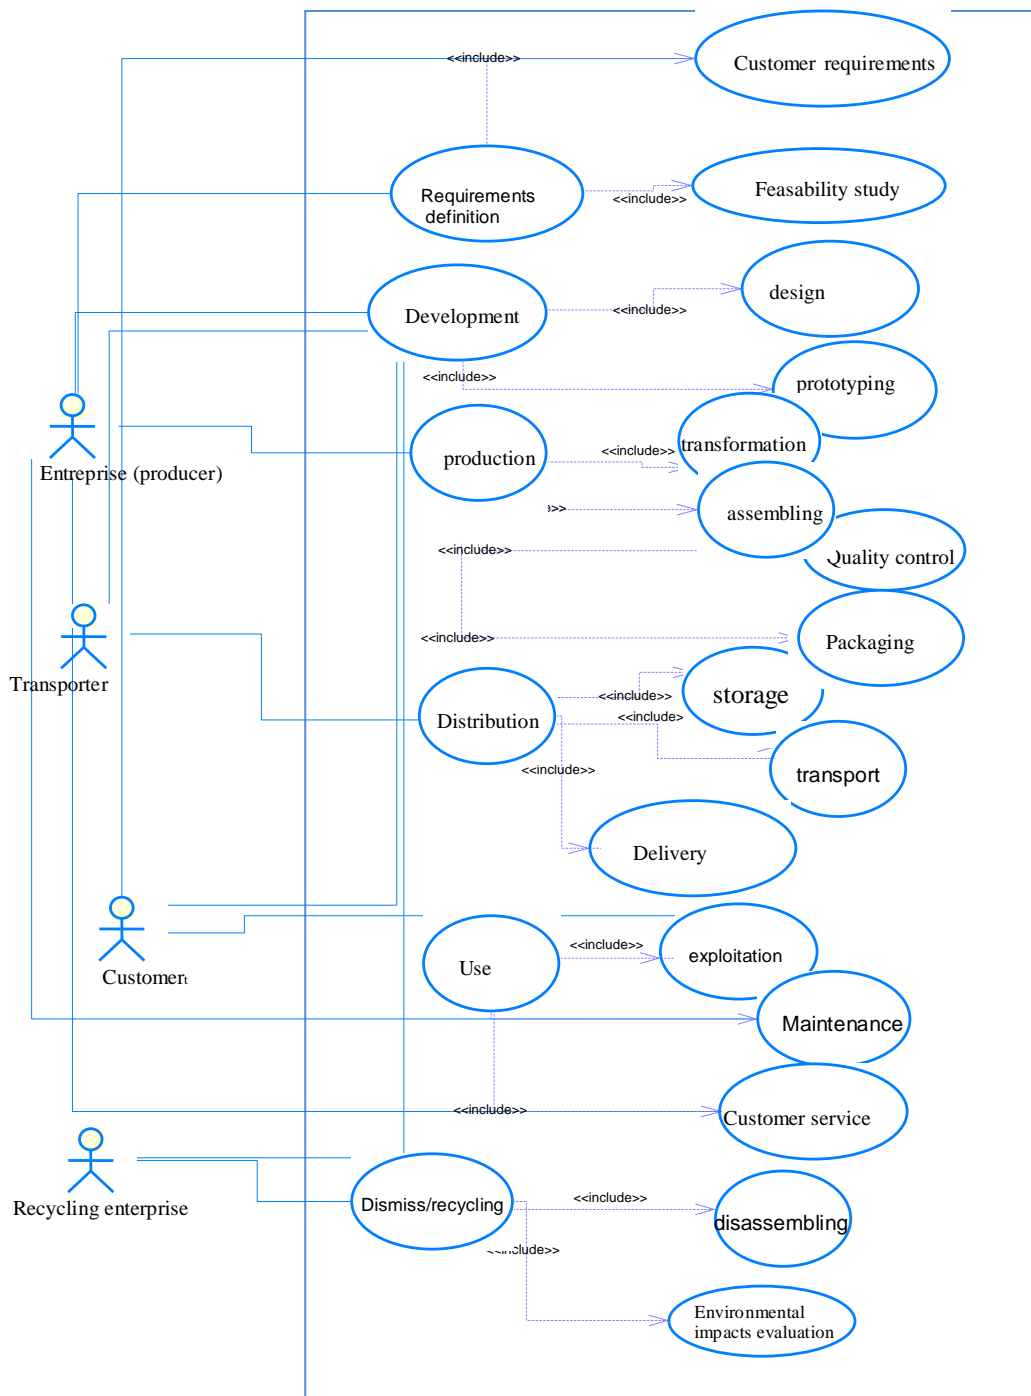 <<include>>
Customer requirements
Requirements
definition
<<include>>
Feasability study
Development
<<include>>
design
<<include>>
prototyping
Entreprise (producer)
production
<<include>>
transformation
>>>
assembling
<<include>>
Quality control
<<include>>
Packaging
Transporter
Distribution
<<include>>
storage
<<include>
transport
<<include>>
Delivery
Customert
Use
<<include>>
exploitation
Maintenance
<<include>>
Customer service
Recycling enterprise
Dismiss/recycling
<<include>>
disassembling
<<include>>
Environmental
impacts evaluation